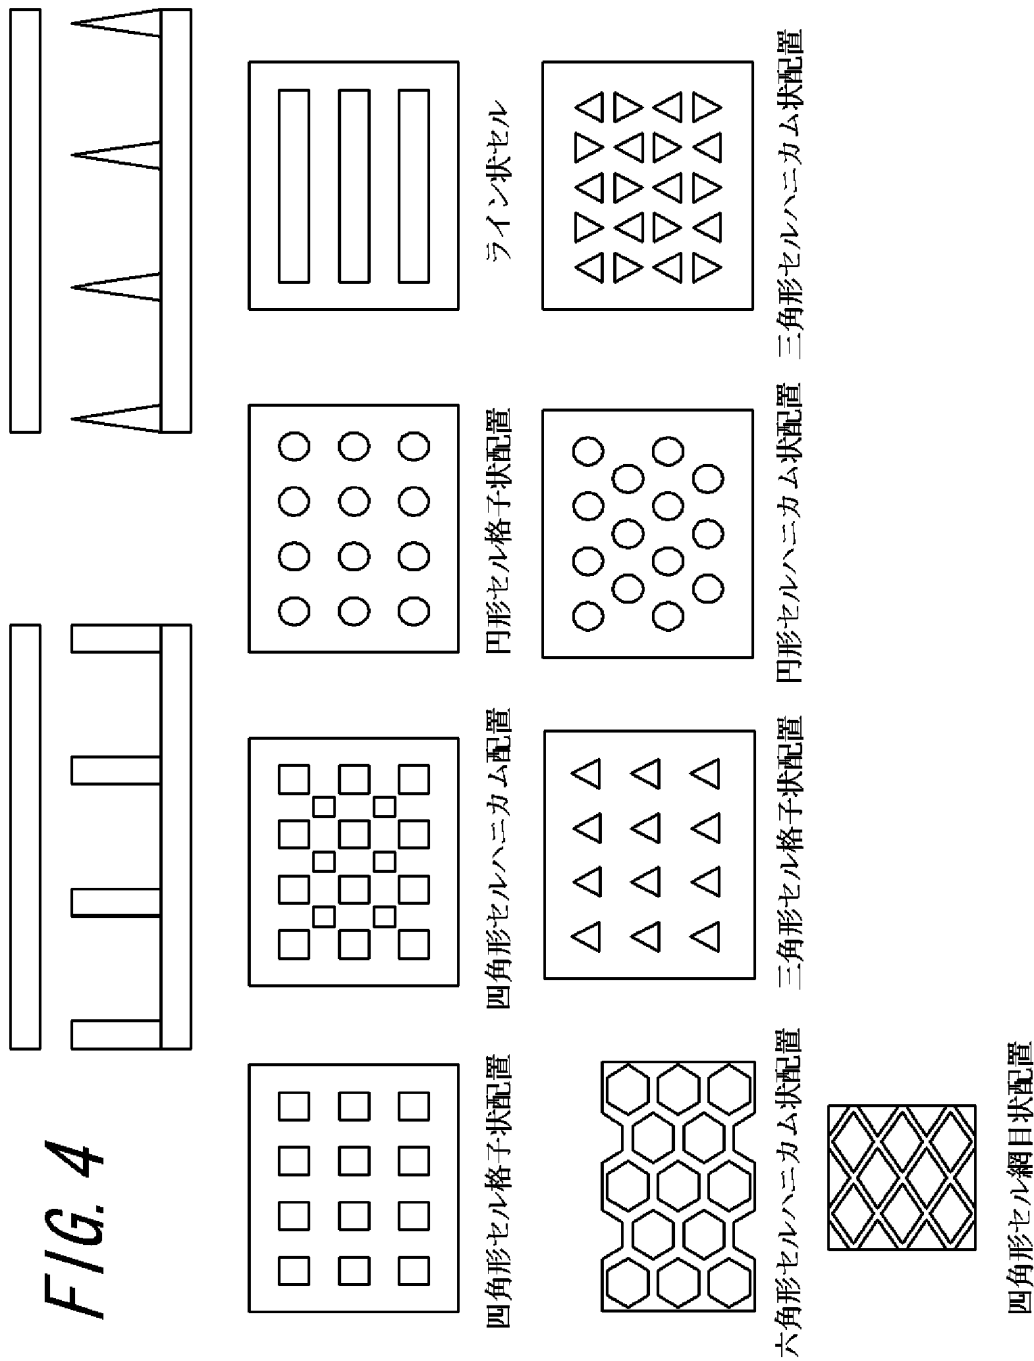 FIG. 4
四角形セル格子状配置
四角形セルハニカム配置
円形セル格子状配置
ライン状セル
六角形セルハニカム状配置
三角形セル格子状配置
円形セルハニカム状配置
三角形セルハニカム状配置
四角形セル網目状配置